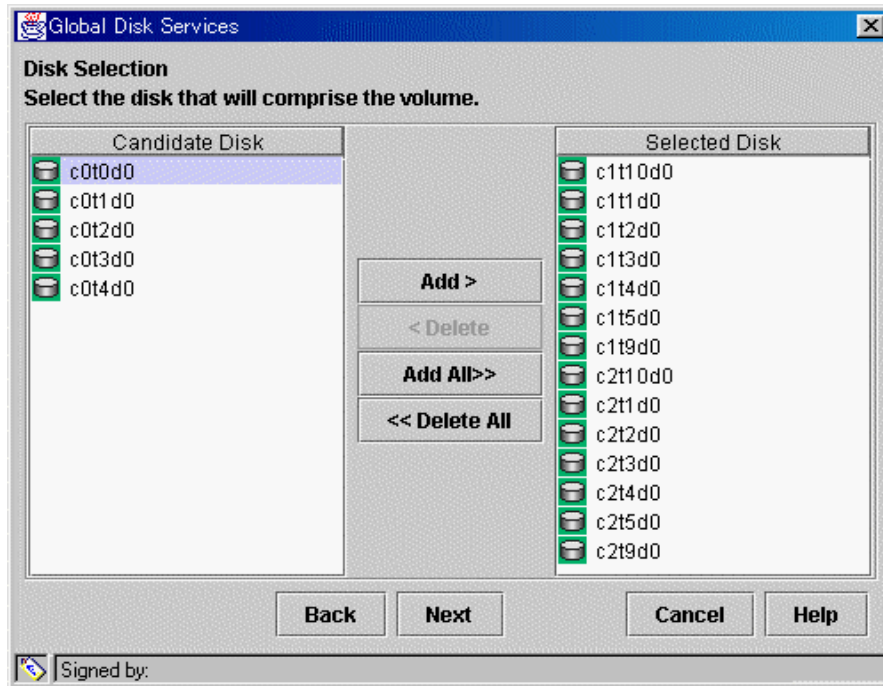 Global Disk Services
Disk Selection
Select the disk that will comprise the volume.
Candidate Disk
c0t0d0
c0t1d0
c0t2d0
c0t3d0
c0t4d0
Add >
< Delete
Add All>>
<< Delete All
Selected Disk
c1t10d0
c1t1d0
c1t2d0
c1t3d0
c1t4d0
c1t5d0
c1t9d0
c2t10d0
c2t1d0
c2t2d0
c2t3d0
c2t4d0
c2t5d0
c2t9d0
Back Next Cancel Help
Signed by: